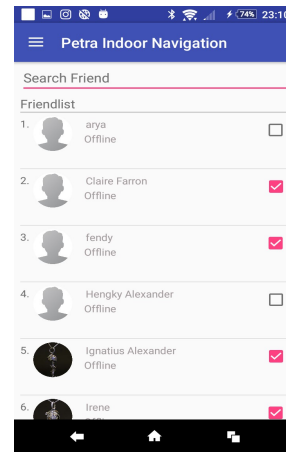 74% 23:10
Petra Indoor Navigation
Search Friend
Friendlist
1. arya
Offline
2. Claire Farron
Offline
3. fendy
Offline
4. Hengky Alexander
Offline
5. Ignatius Alexander
Offline
6. Irene